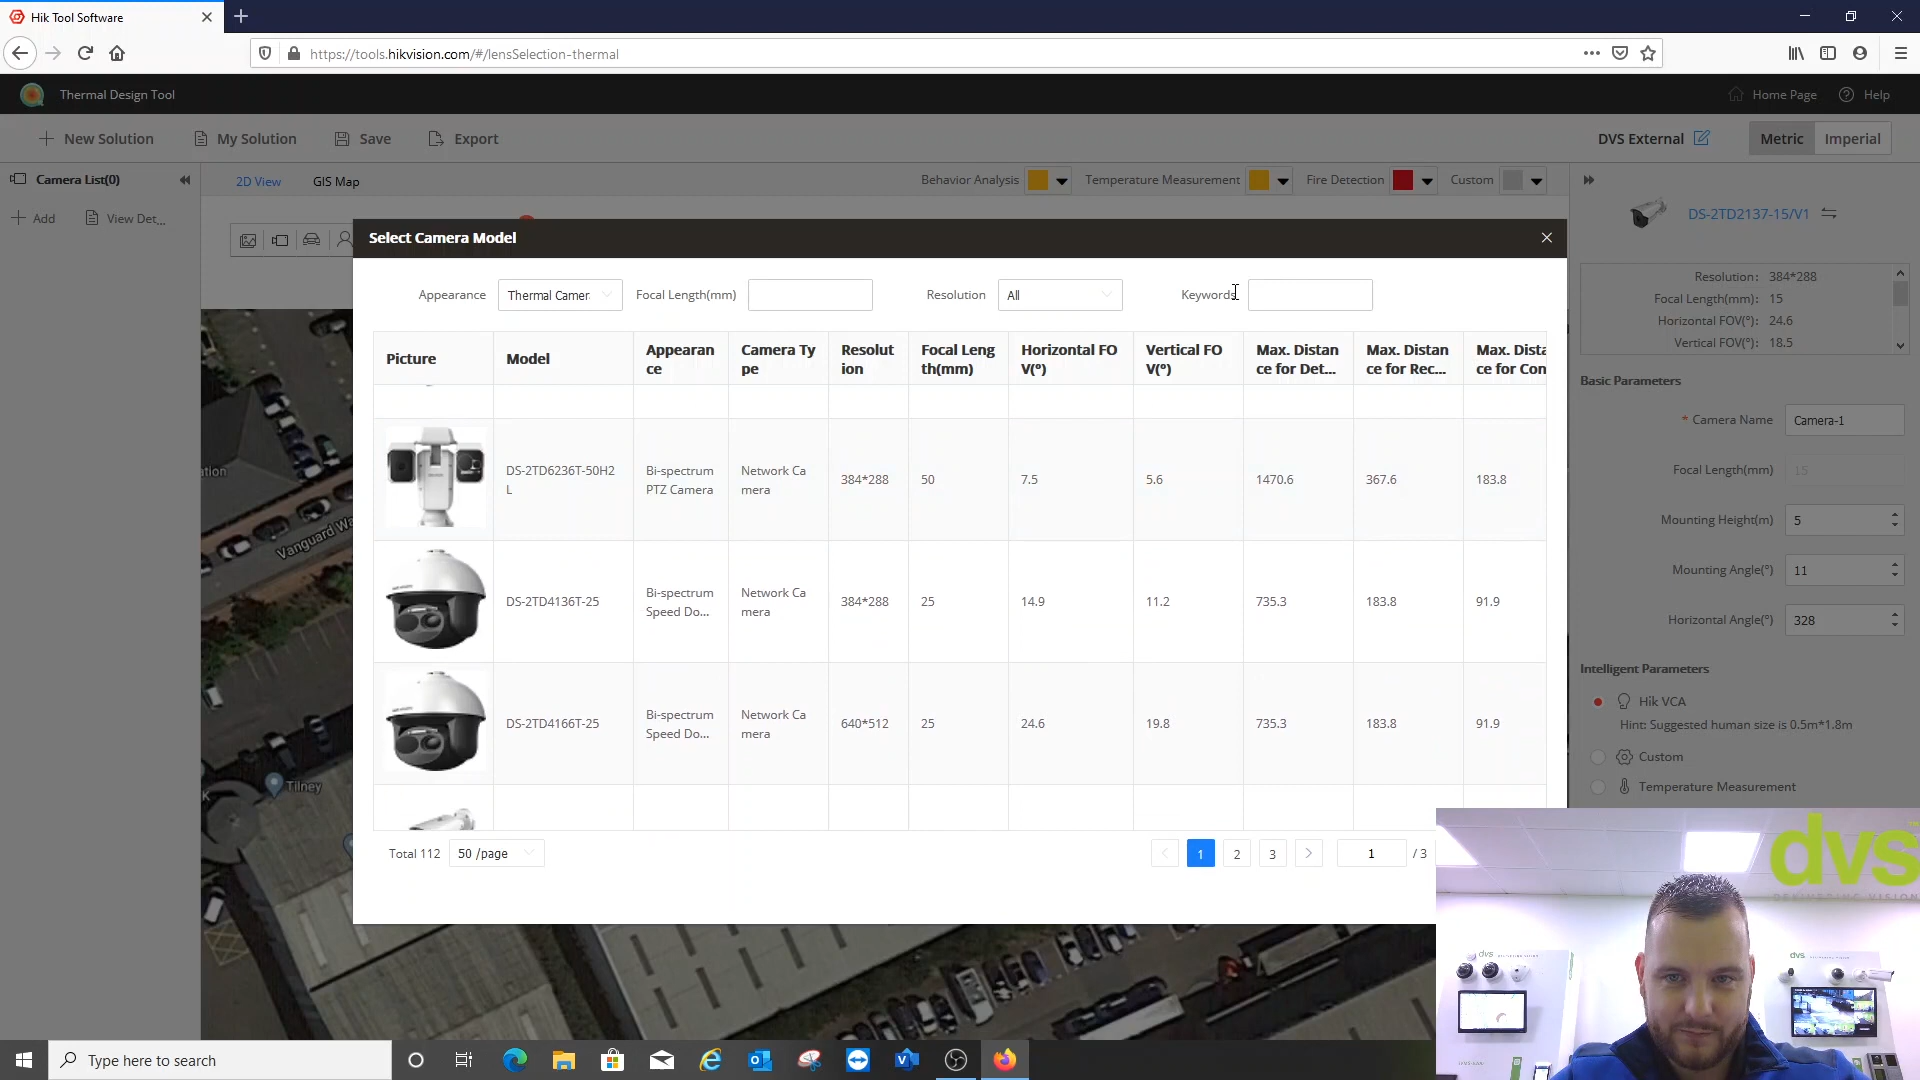 Hik Tool Software
https://tools.hikvision.com/#/lensSelection-thermal
Thermal Design Tool
Home Page
Help
New Solution
My Solution
Save
Export
DVS External
Metric
Imperial
Camera List(0)
2D View
GIS Map
Behavior Analysis
Temperature Measurement
Fire Detection
Custom
Add
View Det...
DS-2TD2137-15/V1
Select Camera Model
Appearance
Thermal Camer
Focal Length(mm)
Resolution
All
Keywords
Picture
Model
Appearan
ce
Camera Ty
pe
Resolut
ion
Focal Leng
th(mm)
Horizontal FO
V(°)
Vertical FO
V(°)
Max. Distan
ce for Det...
Max. Distan
ce for Rec...
Max. Dista
ce for Con
DS-2TD6236T-50H2
L
Bi-spectrum
PTZ Camera
Network Ca
mera
384*288
50
7.5
5.6
1470.6
367.6
183.8
DS-2TD4136T-25
Bi-spectrum
Speed Do...
Network Ca
mera
384*288
25
14.9
11.2
735.3
183.8
91.9
DS-2TD4166T-25
Bi-spectrum
Speed Do...
Network Ca
mera
640*512
25
24.6
19.8
735.3
183.8
91.9
Total 112
50 /page
1
2
3
1
/ 3
Resolution: 384*288
Focal Length(mm): 15
Horizontal FOV(°): 24.6
Vertical FOV(°): 18.5
Basic Parameters
* Camera Name
Camera-1
Focal Length(mm)
15
Mounting Height(m)
5
Mounting Angle(°)
11
Horizontal Angle(°)
328
Intelligent Parameters
Hik VCA
Hint: Suggested human size is 0.5m*1.8m
Custom
Temperature Measurement
ation
Vanguard Wa
Tilney
K
dvs
DELIVERING VISION
dvs
dvs
Type here to search